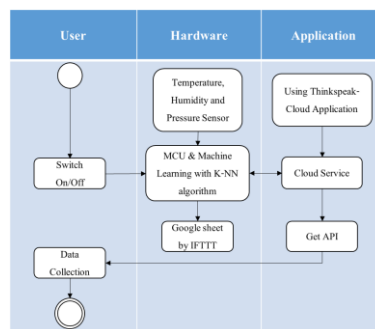 User
Hardware
Application
Temperature,
Humidity and
Pressure Sensor
Using Thinkspeak-
Cloud Application
Switch
On/Off
MCU & Machine
Learning with K-NN
algorithm
Cloud Service
Google sheet
by IFTTT
Get API
Data
Collection